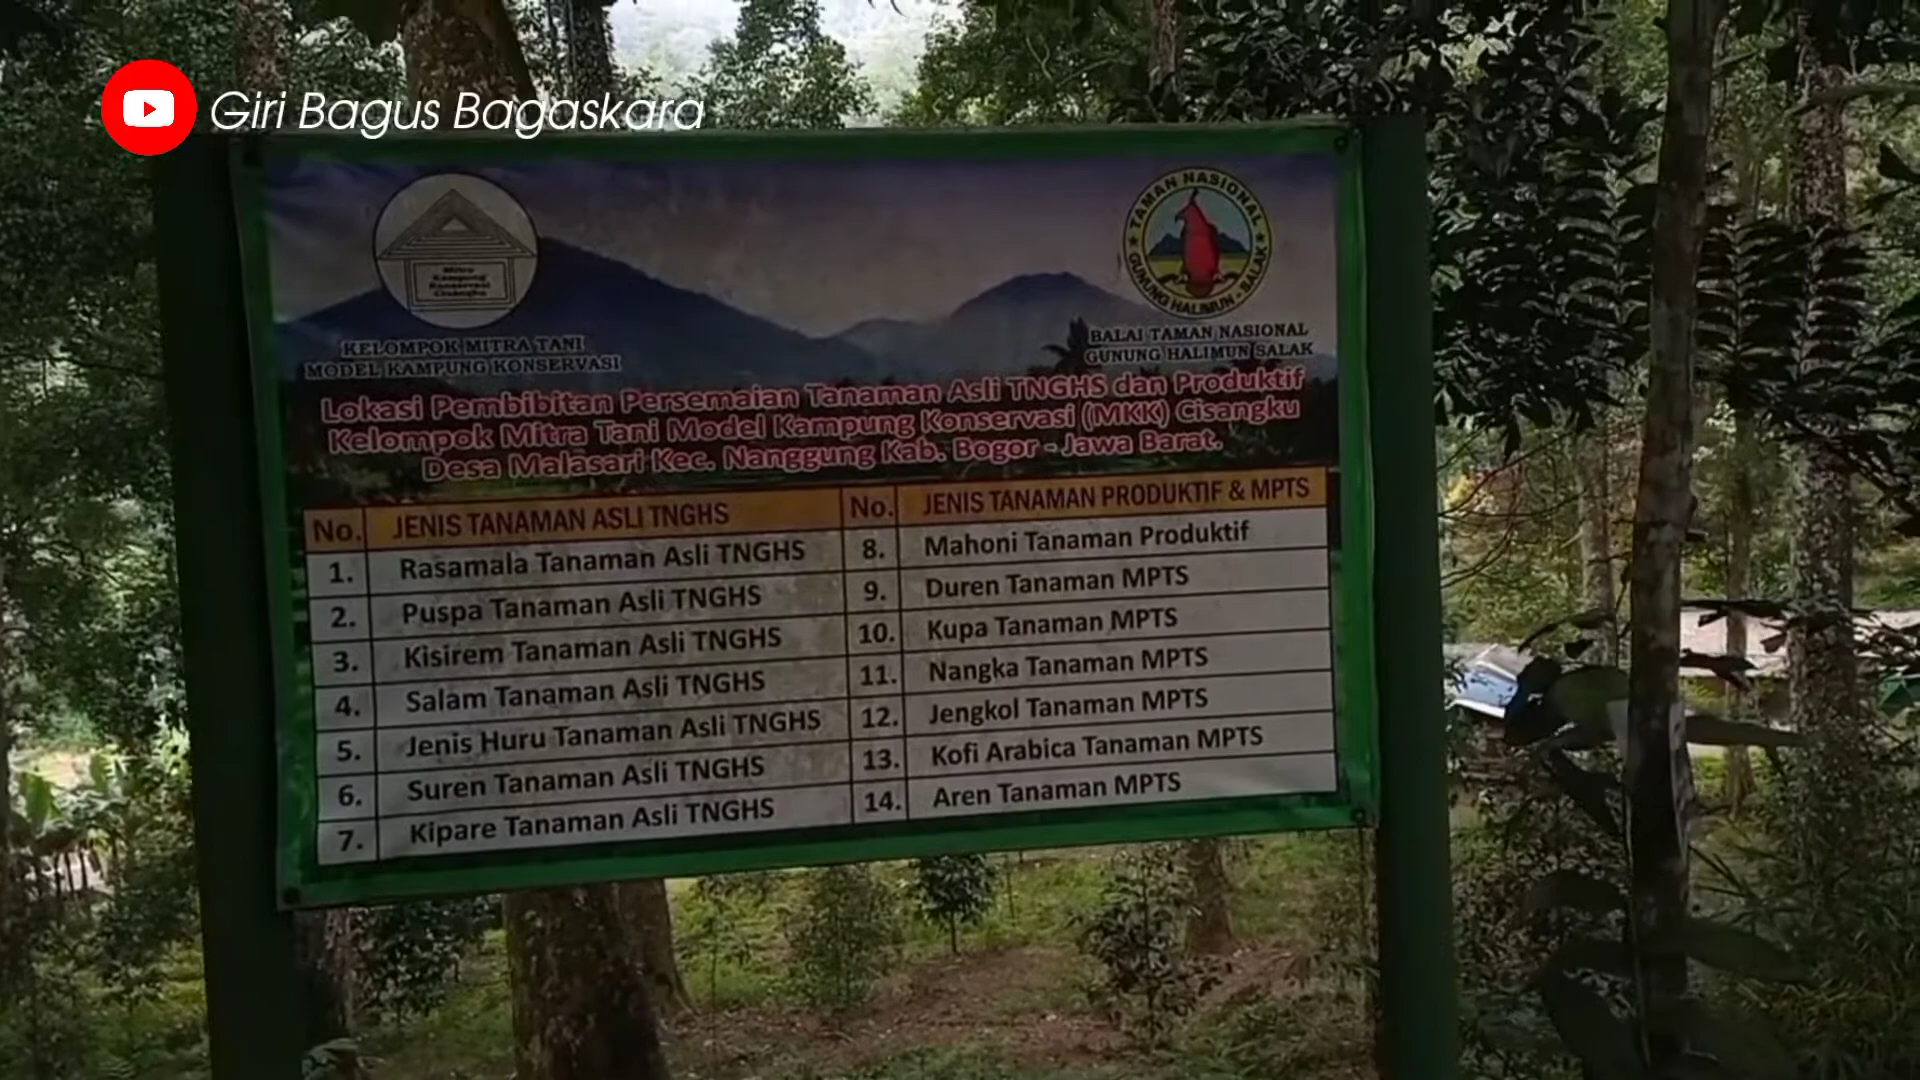 Giri Bagus Bagaskara
Mitra
Kampung
Konservasi
Cisangku
TAMAN NASIONAL
GUNUNG HALIMUN - SALAK
KELOMPOK MITRA TANI
MODEL KAMPUNG KONSERVASI
BALAI TAMAN NASIONAL
GUNUNG HALIMUN SALAK
Lokasi Pembibitan Persemaian Tanaman Asli TNGHS dan Produktif
Kelompok Mitra Tani Model Kampung Konservasi (MKK) Cisangku
Desa Malasari Kec. Nanggung Kab. Bogor - Jawa Barat.
No. JENIS TANAMAN ASLI TNGHS
1. Rasamala Tanaman Asli TNGHS
2. Puspa Tanaman Asli TNGHS
3. Kisirem Tanaman Asli TNGHS
4. Salam Tanaman Asli TNGHS
5. Jenis Huru Tanaman Asli TNGHS
6. Suren Tanaman Asli TNGHS
7. Kipare Tanaman Asli TNGHS
No. JENIS TANAMAN PRODUKTIF & MPTS
8. Mahoni Tanaman Produktif
9. Duren Tanaman MPTS
10. Kupa Tanaman MPTS
11. Nangka Tanaman MPTS
12. Jengkol Tanaman MPTS
13. Kofi Arabica Tanaman MPTS
14. Aren Tanaman MPTS